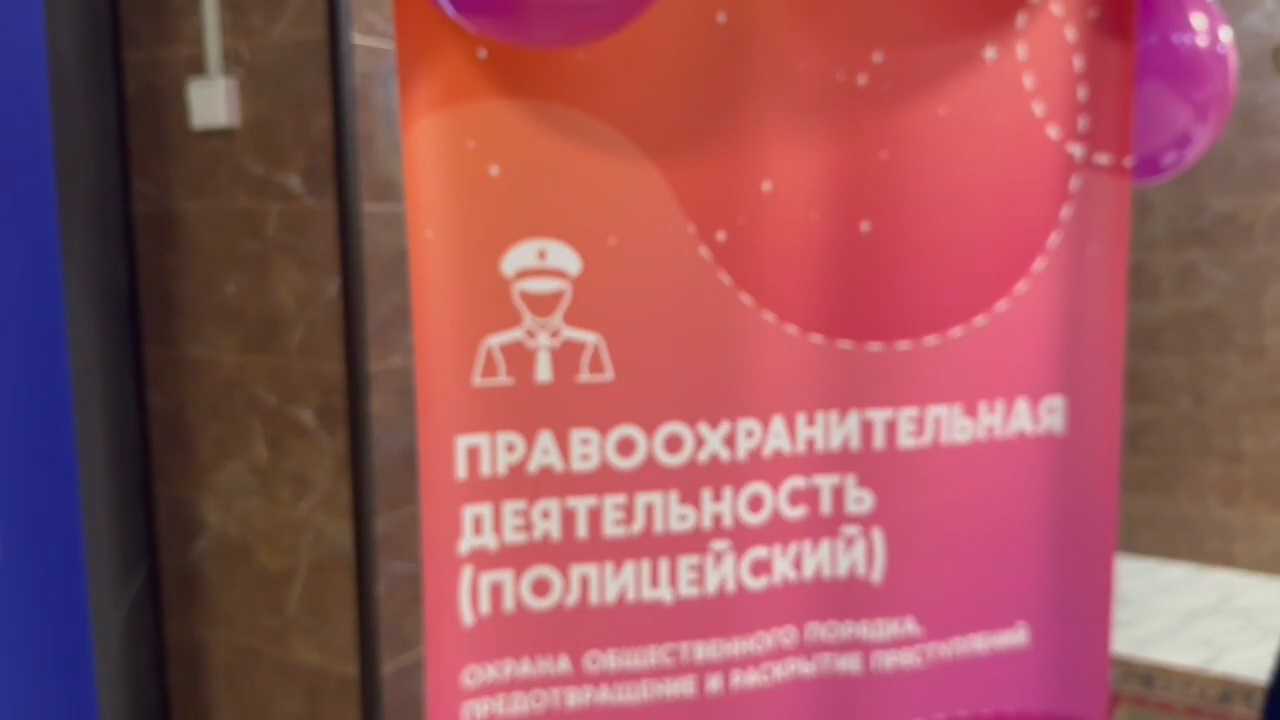 ПРАВООХРАНИТЕЛЬНАЯ
ДЕЯТЕЛЬНОСТЬ
(ПОЛИЦЕЙСКИЙ)
ОХРАНА ОБЩЕСТВЕННОГО ПОРЯДКА,
ПРЕДОТВРАЩЕНИЕ И РАСКРЫТИЕ ПРЕСТУПЛЕНИЙ